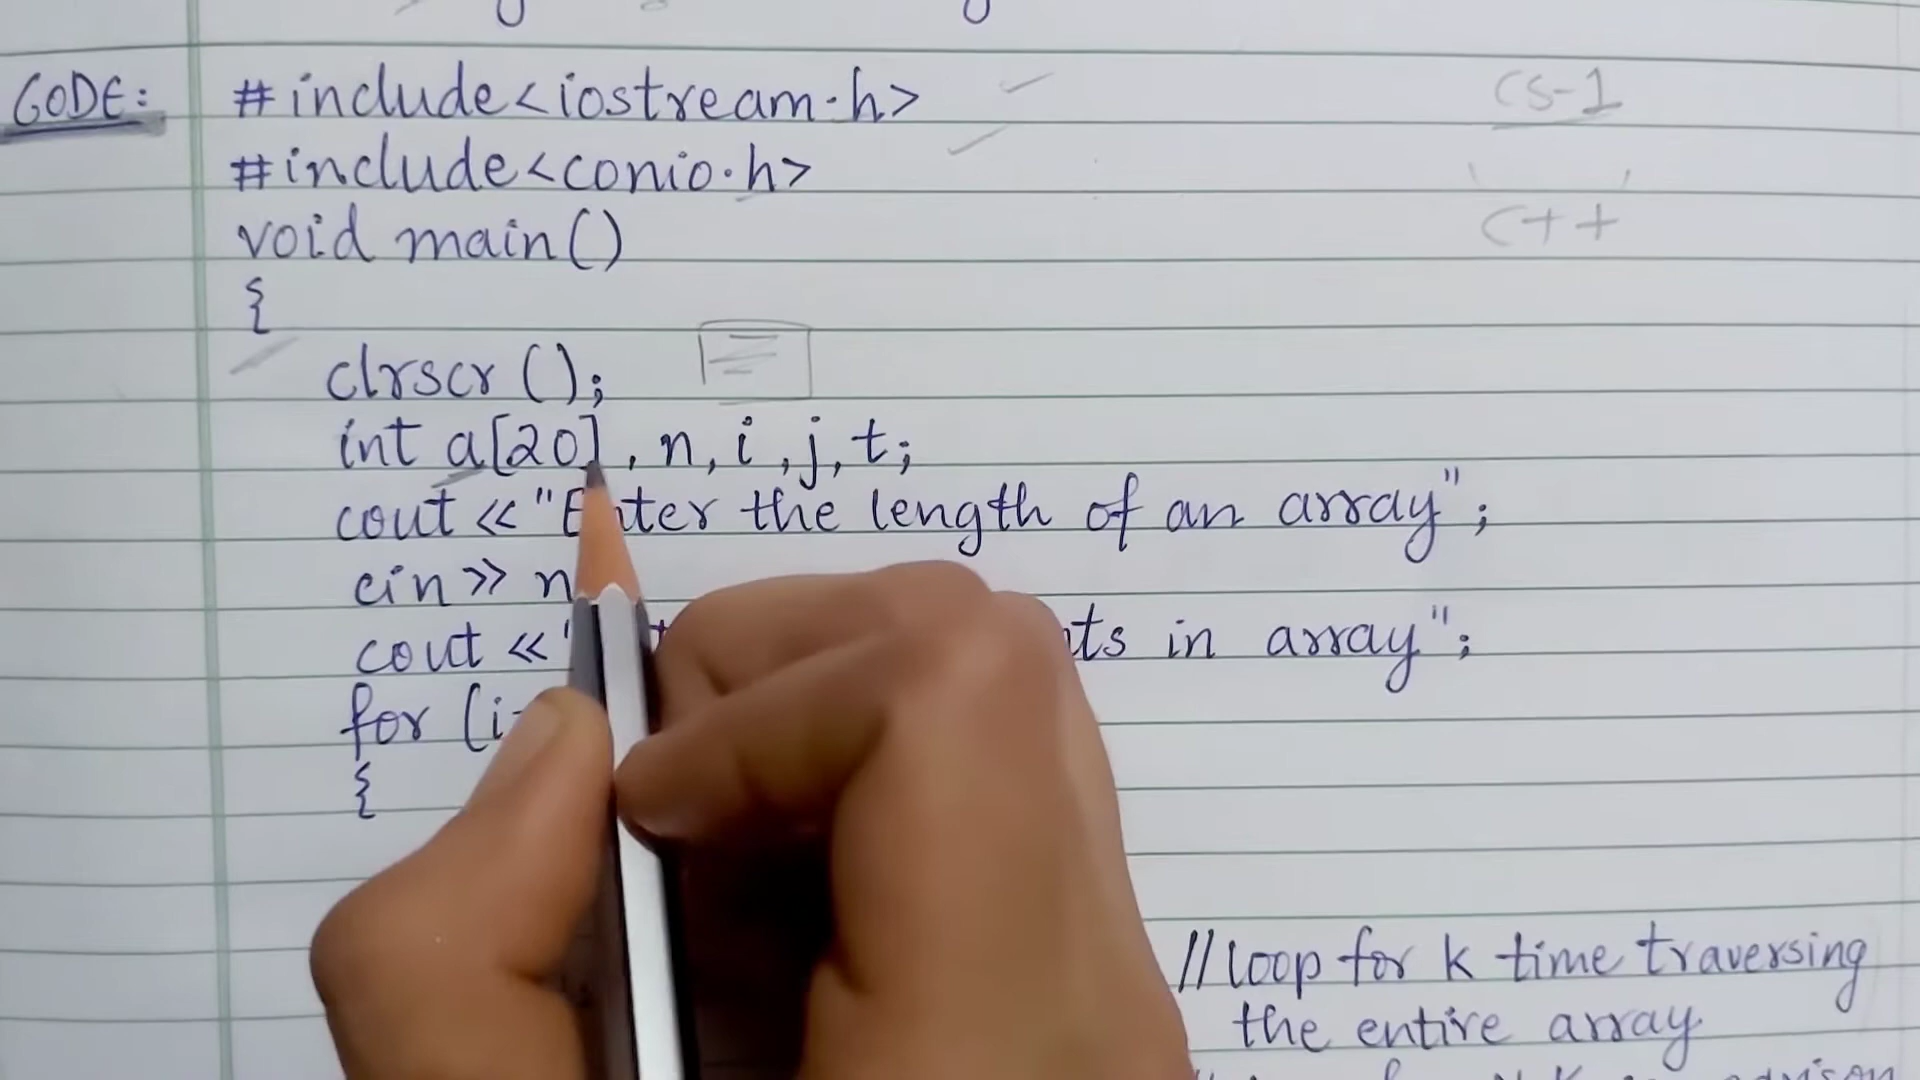 CODE: #include<iostream.h>
CS-1
#include<conio.h>
C++
void main()
{
clrscr();
int a[20], n, i, j, t;
cout << "Enter the length of an array";
cin >> n
cout << " in array";
for (i
{
//loop for k time traversing
the entire array